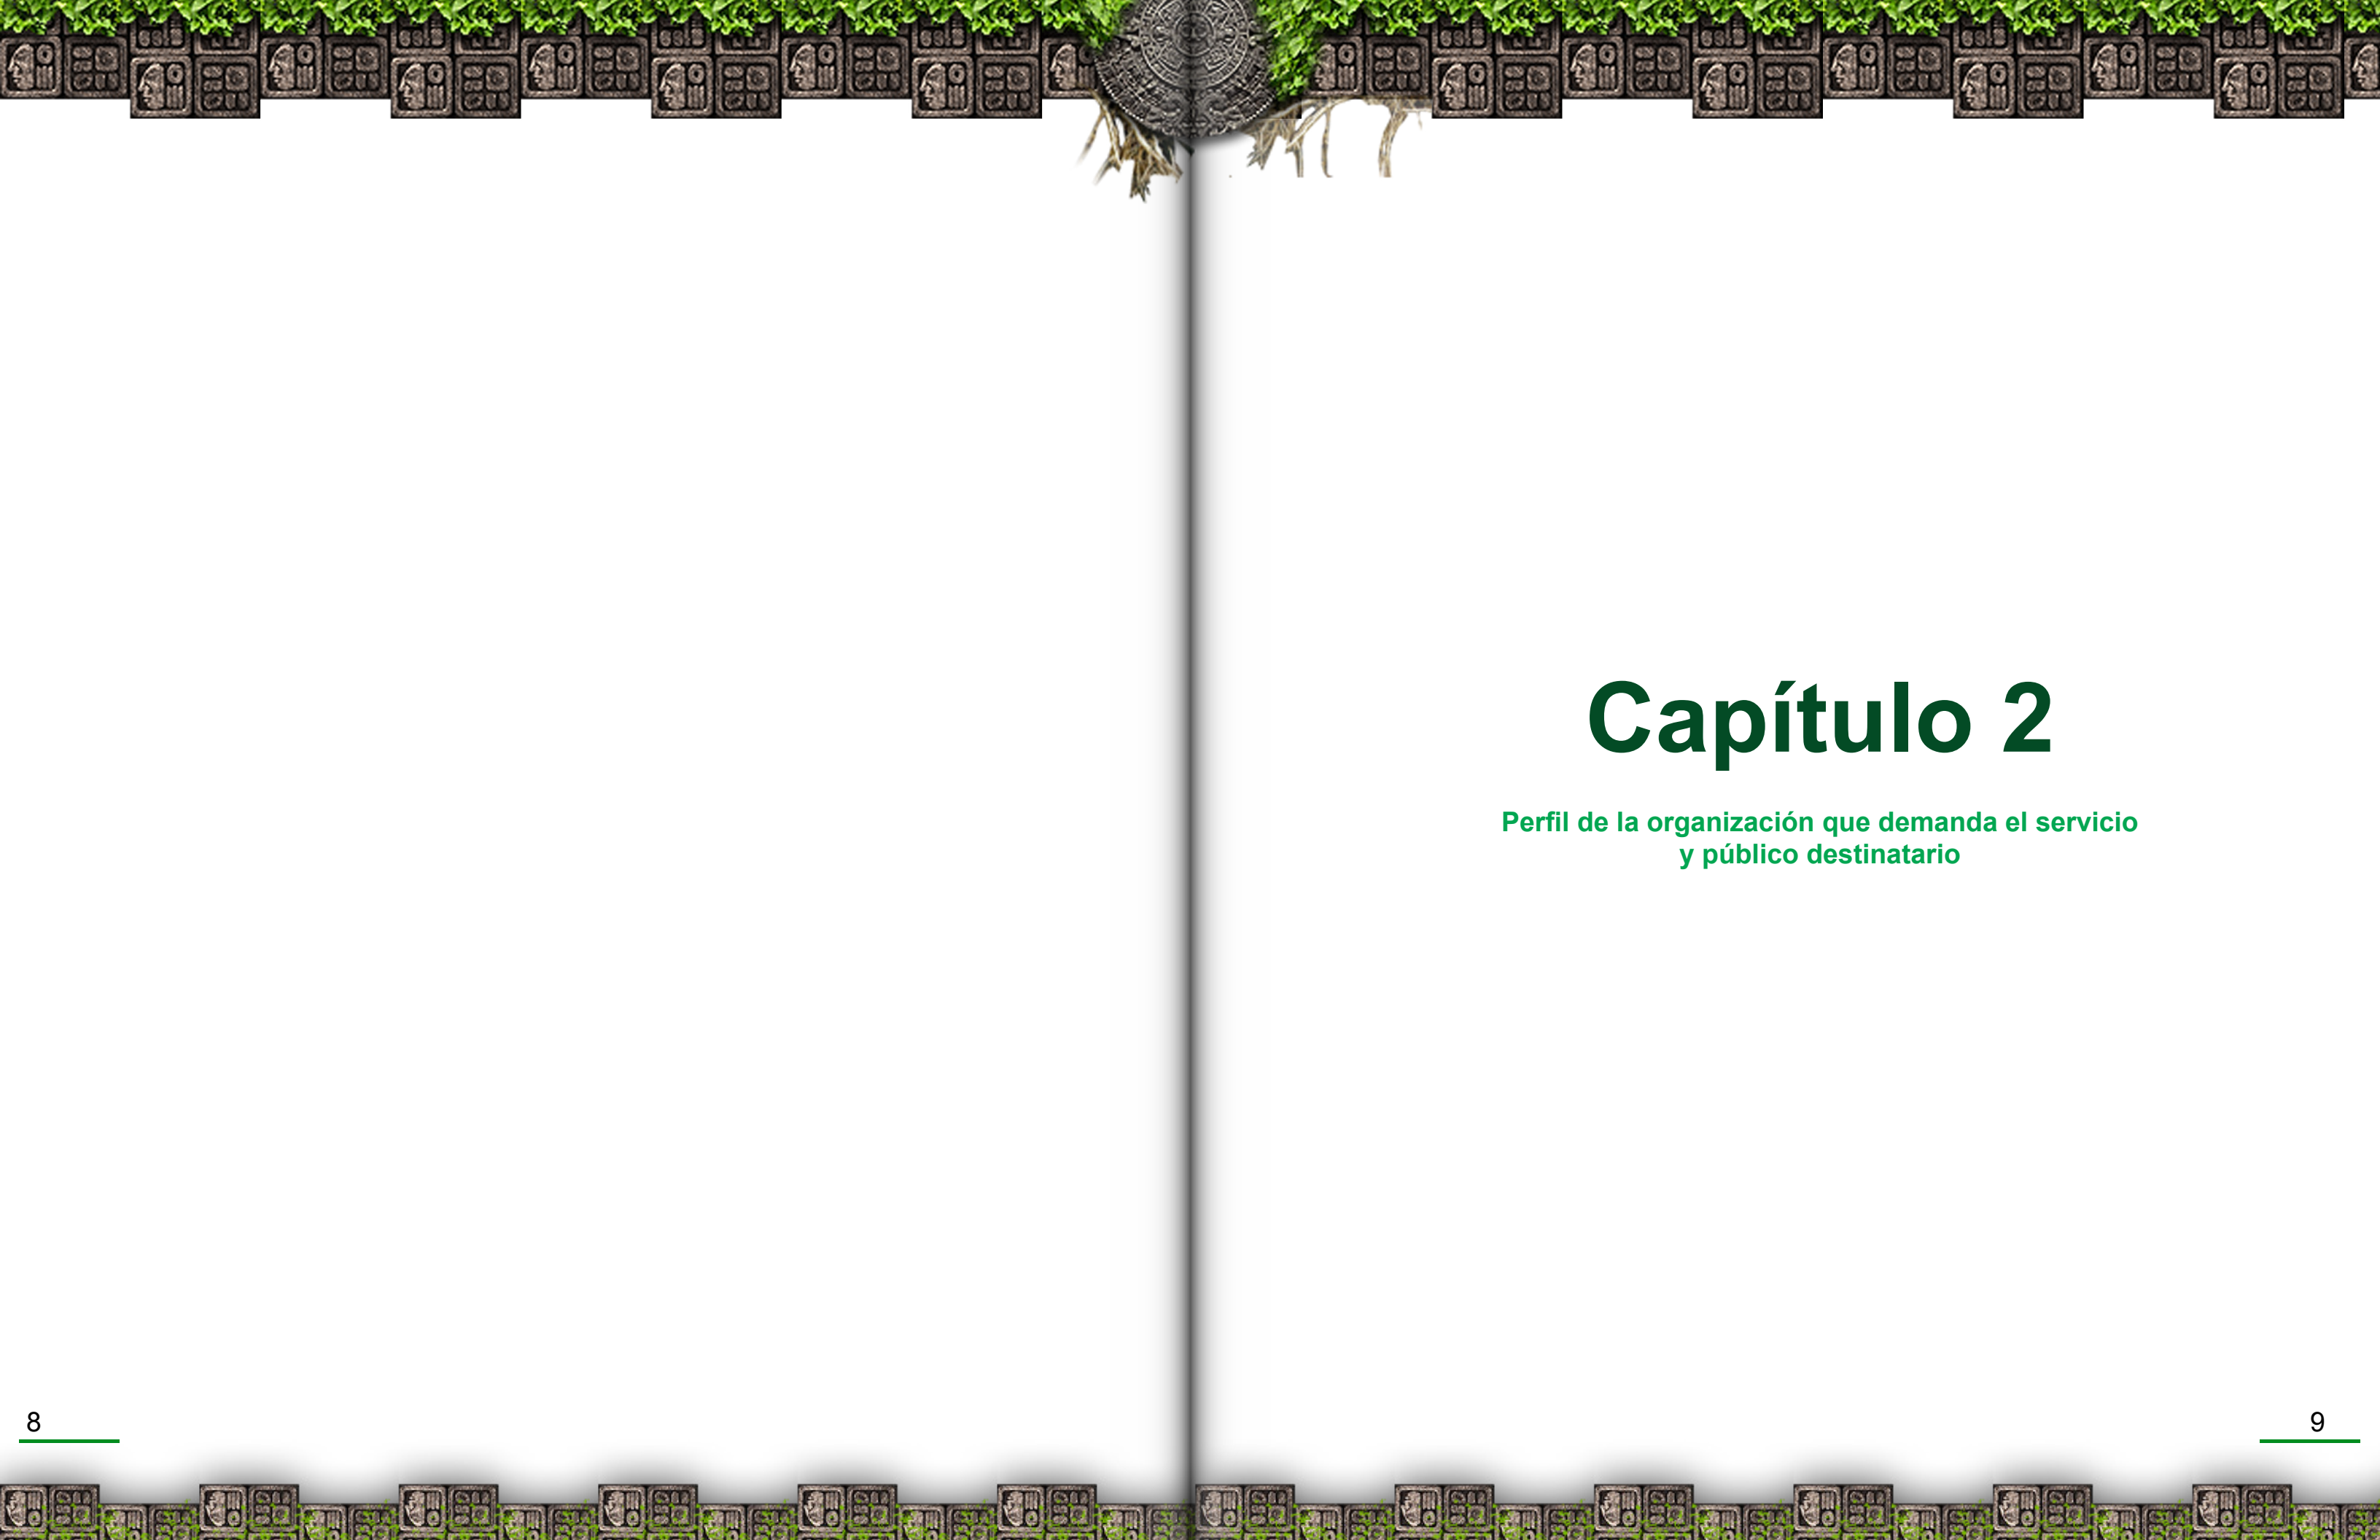 Capítulo 2
Perfil de la organización que demanda el servicio
y público destinatario
8
9